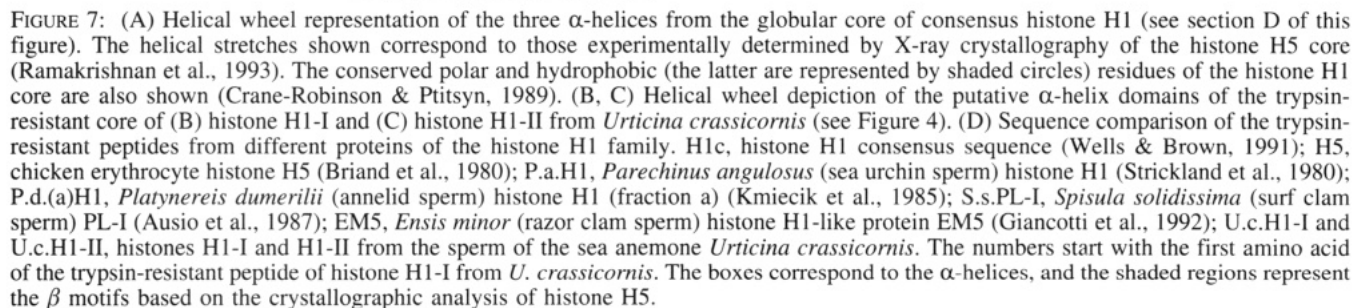 FIGURE 7: (A) Helical wheel representation of the three α-helices from the globular core of consensus histone H1 (see section D of this
figure). The helical stretches shown correspond to those experimentally determined by X-ray crystallography of the histone H5 core
(Ramakrishnan et al., 1993). The conserved polar and hydrophobic (the latter are represented by shaded circles) residues of the histone H1
core are also shown (Crane-Robinson & Ptitsyn, 1989). (B, C) Helical wheel depiction of the putative α-helix domains of the trypsin-
resistant core of (B) histone H1-I and (C) histone H1-II from Urticina crassicornis (see Figure 4). (D) Sequence comparison of the trypsin-
resistant peptides from different proteins of the histone H1 family. H1c, histone H1 consensus sequence (Wells & Brown, 1991); H5,
chicken erythrocyte histone H5 (Briand et al., 1980); P.a.H1, Parechinus angulosus (sea urchin sperm) histone H1 (Strickland et al., 1980);
P.d.(a)H1, Platynereis dumerilii (annelid sperm) histone H1 (fraction a) (Kmiecik et al., 1985); S.s.PL-I, Spisula solidissima (surf clam
sperm) PL-I (Ausio et al., 1987); EM5, Ensis minor (razor clam sperm) histone H1-like protein EM5 (Giancotti et al., 1992); U.c.H1-I and
U.c.H1-II, histones H1-I and H1-II from the sperm of the sea anemone Urticina crassicornis. The numbers start with the first amino acid
of the trypsin-resistant peptide of histone H1-I from U. crassicornis. The boxes correspond to the α-helices, and the shaded regions represent
the β motifs based on the crystallographic analysis of histone H5.